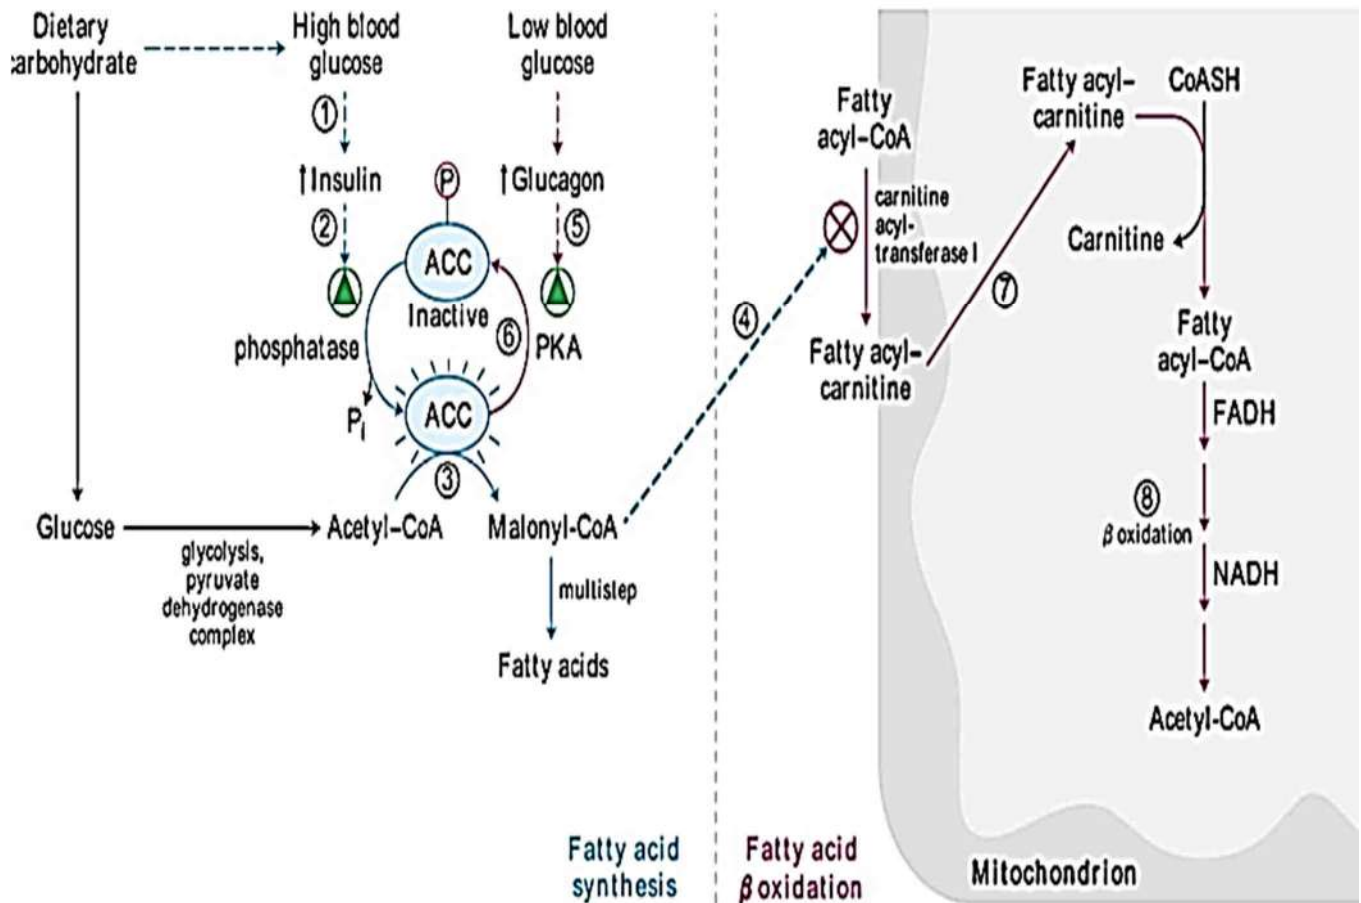 Dietary
carbohydrate
High blood
glucose
Low blood
glucose
①
↑Insulin
②
phosphatase
Pi
P
ACC
Inactive
⑥
ACC
③
↑Glucagon
⑤
PKA
Glucose
glycolysis,
pyruvate
dehydrogenase
complex
Acetyl-CoA
Malonyl-CoA
multistep
Fatty acids
④
Fatty acid
synthesis
Fatty
acyl-CoA
carnitine
acyl-
transferase I
Fatty acyl-
carnitine
⑦
Fatty acyl-
carnitine
CoASH
Carnitine
Fatty
acyl-CoA
FADH
⑧
β oxidation
NADH
Acetyl-CoA
Fatty acid
β oxidation
Mitochondrion